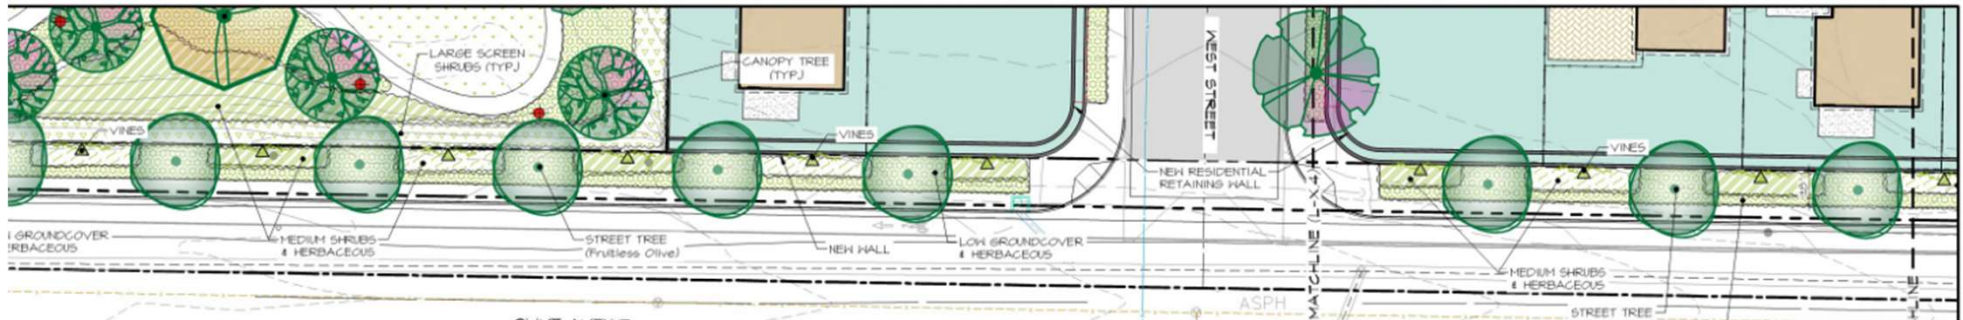 LARGE SCREEN
SHRUBS (TYP.)
CANOPY TREE
(TYP.)
WEST STREET
VINES
VINES
VINES
NEW RESIDENTIAL
RETAINING WALL
GROUNDCOVER
HERBACEOUS
MEDIUM SHRUBS
& HERBACEOUS
STREET TREE
(Fruitless Olive)
NEW WALL
LOW GROUNDCOVER
& HERBACEOUS
MATCHLINE
MEDIUM SHRUBS
& HERBACEOUS
ASPH
STREET TREE